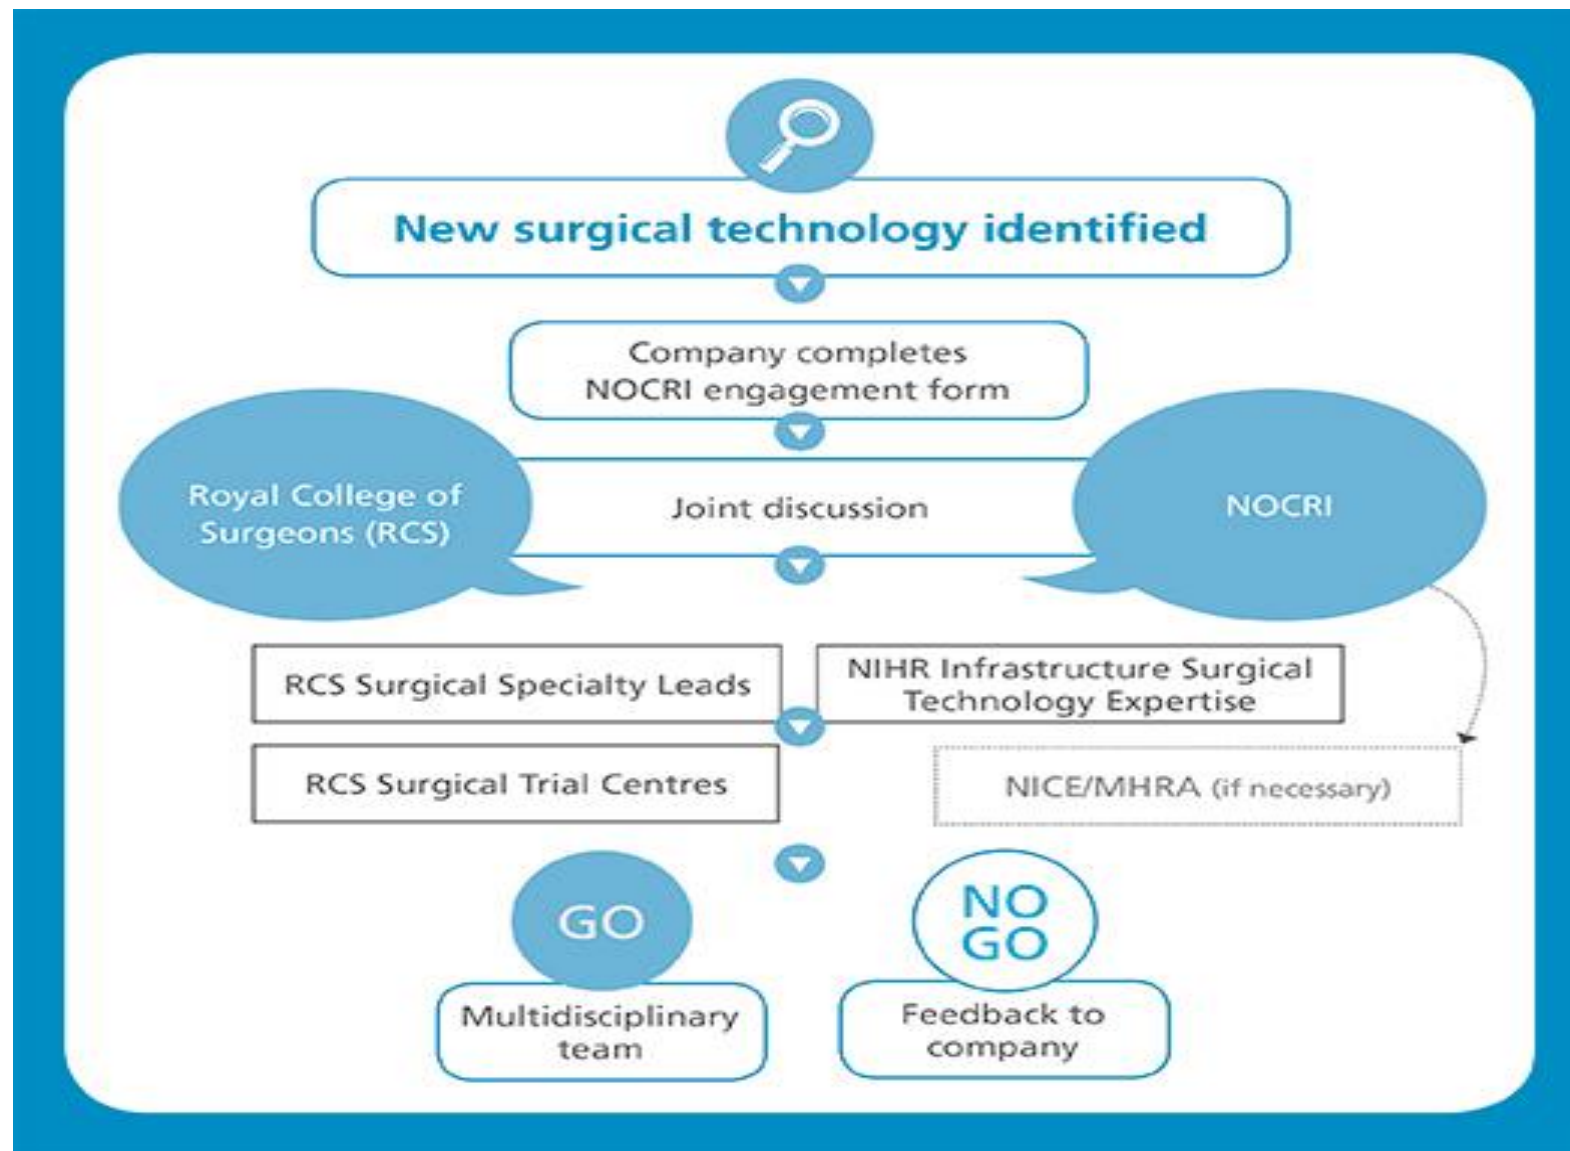 New surgical technology identified
Company completes
NOCRI engagement form
Royal College of
Surgeons (RCS)
Joint discussion
NOCRI
RCS Surgical Specialty Leads
NIHR Infrastructure Surgical
Technology Expertise
RCS Surgical Trial Centres
NICE/MHRA (if necessary)
GO
NO
GO
Multidisciplinary
team
Feedback to
company